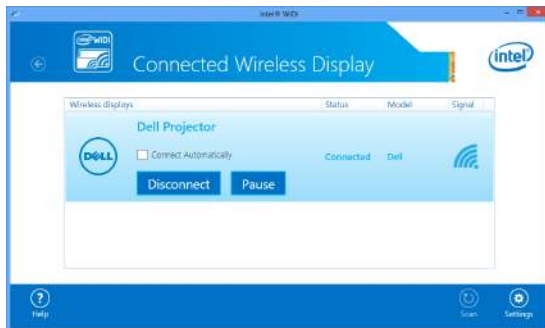 Intel® WiDi
intel WiDi
Connected Wireless Display
intel
Wireless displays Status Model Signal
Dell Projector
DELL
Connect Automatically
Connected Dell
Disconnect Pause
Help Scan Settings